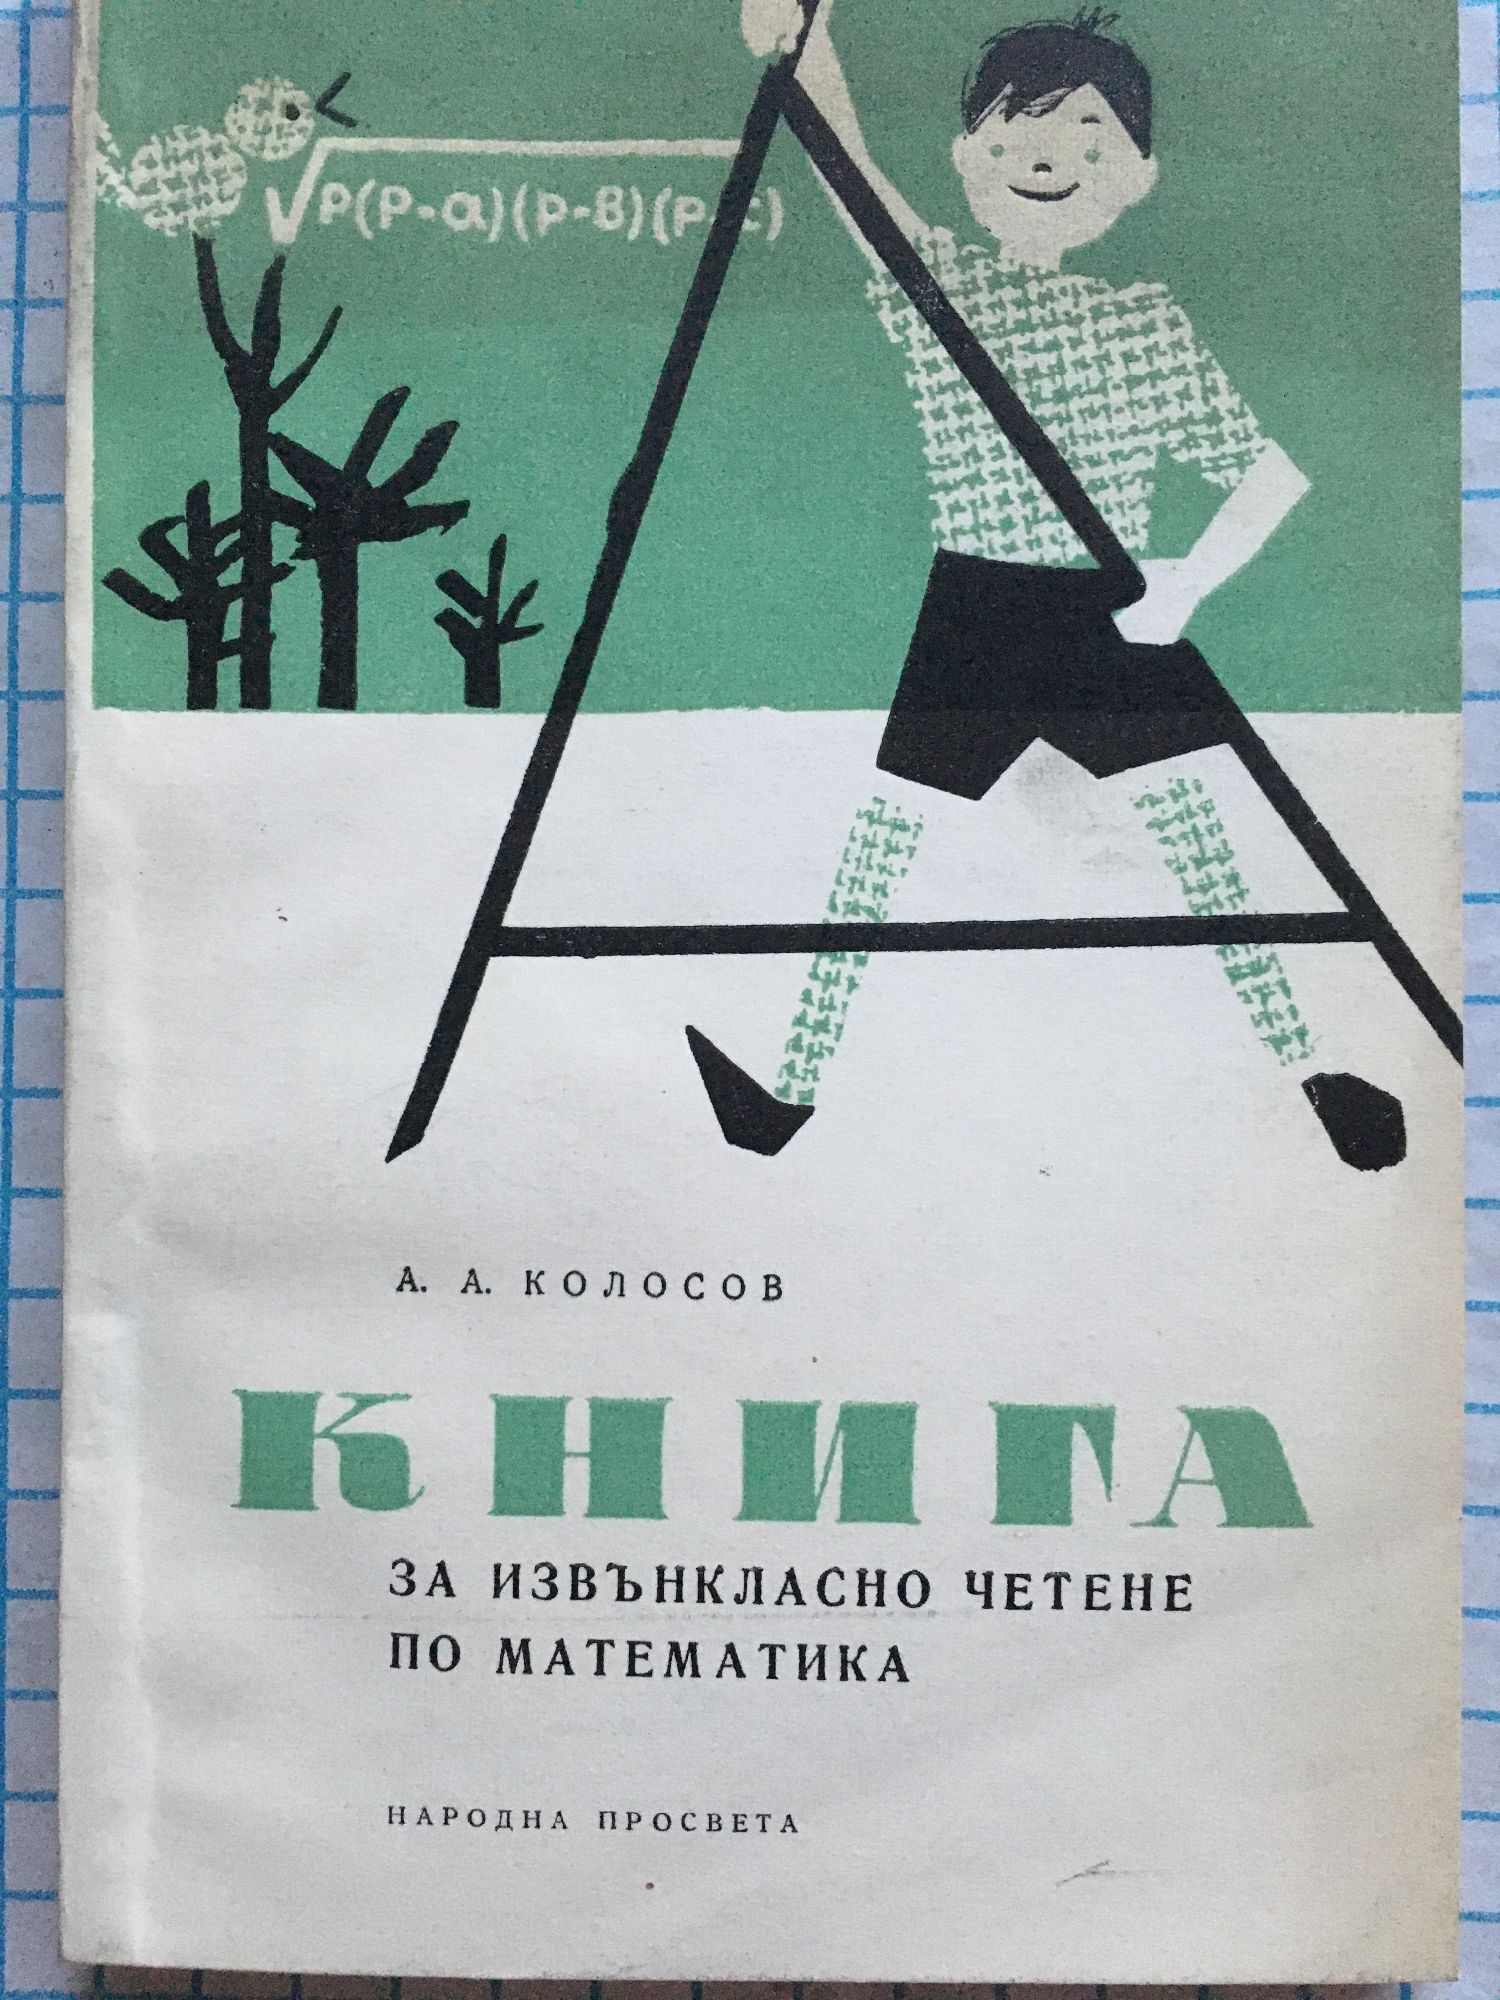 √p(p-a)(p-в)(p-c)
А. А. КОЛОСОВ
КНИГА
ЗА ИЗВЪНКЛАСНО ЧЕТЕНЕ
ПО МАТЕМАТИКА
НАРОДНА ПРОСВЕТА